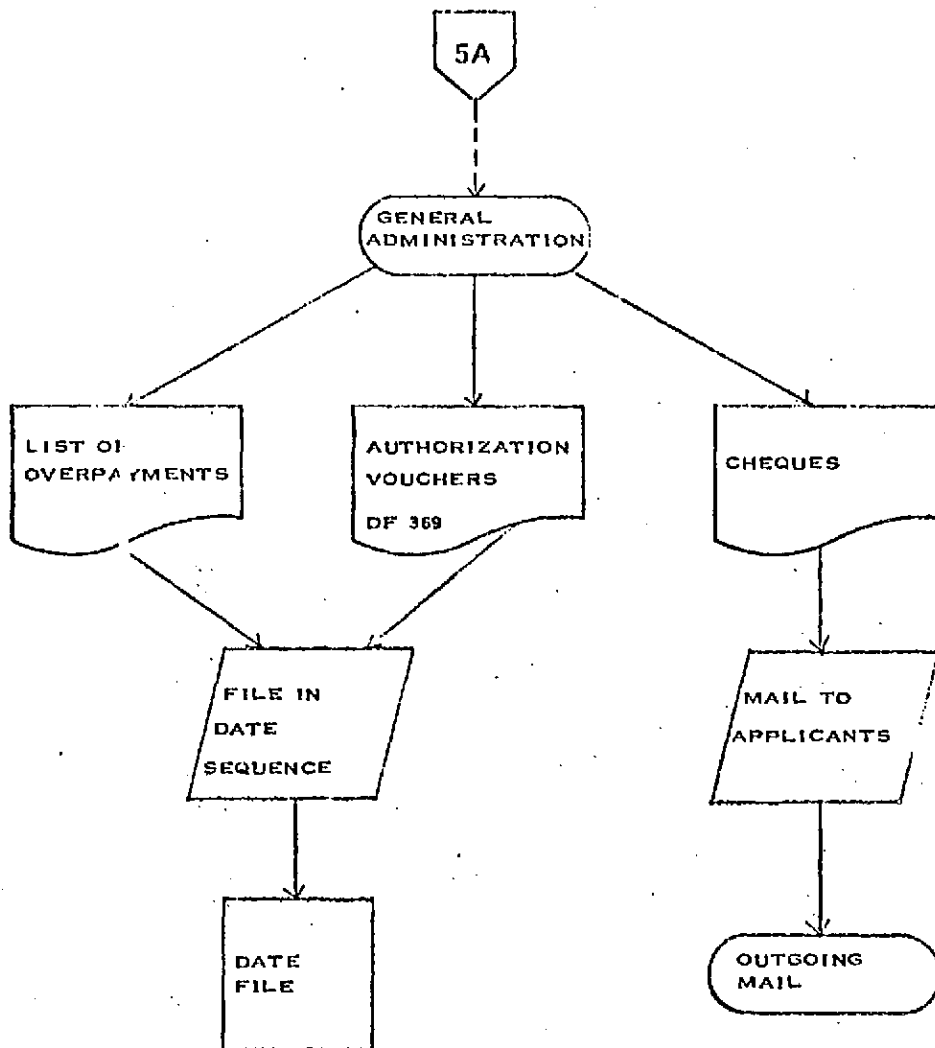 5A
GENERAL
ADMINISTRATION
LIST OF
OVERPAYMENTS
AUTHORIZATION
VOUCHERS
DF 369
CHEQUES
FILE IN
DATE
SEQUENCE
MAIL TO
APPLICANTS
DATE
FILE
OUTGOING
MAIL